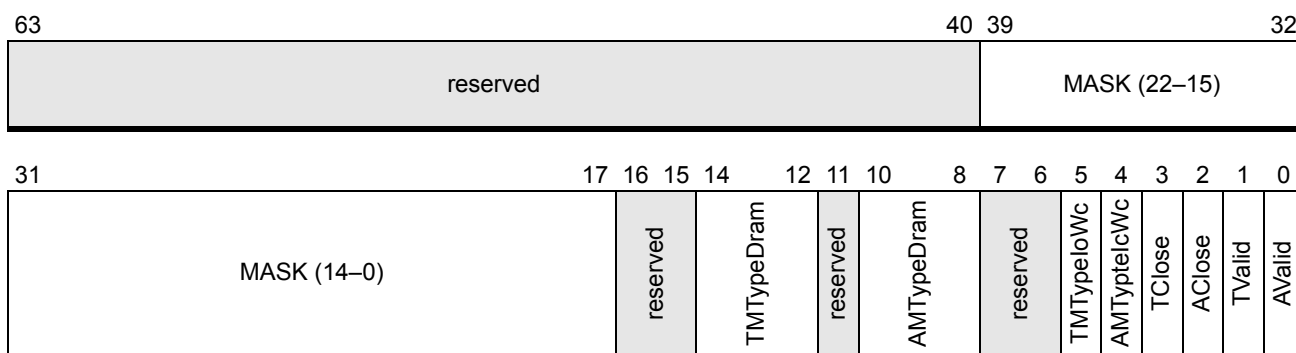 63 40 39 32
reserved MASK (22–15)
31 17 16 15 14 12 11 10 8 7 6 5 4 3 2 1 0
MASK (14–0) reserved TMTypeDram reserved AMTypeDram reserved TMTypeIoWc AMTypteIcWc TClose AClose TValid AValid